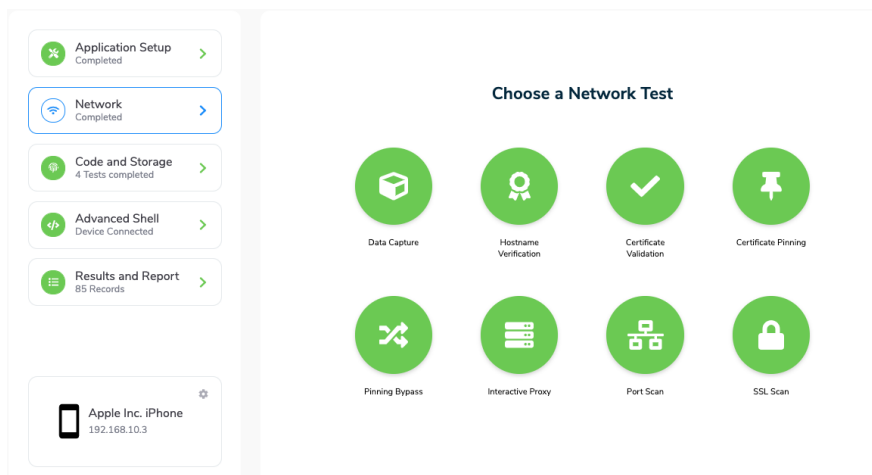 Application Setup
Completed
Network
Completed
Code and Storage
4 Tests completed
Advanced Shell
Device Connected
Results and Report
85 Records
Apple Inc. iPhone
192.168.10.3
Choose a Network Test
Data Capture
Hostname
Verification
Certificate
Validation
Certificate Pinning
Pinning Bypass
Interactive Proxy
Port Scan
SSL Scan